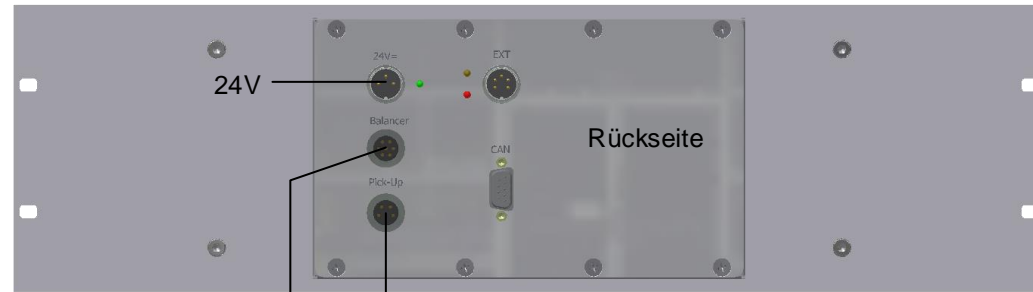 24V=
EXT
24V
Balancer
Rückseite
CAN
Pick-Up